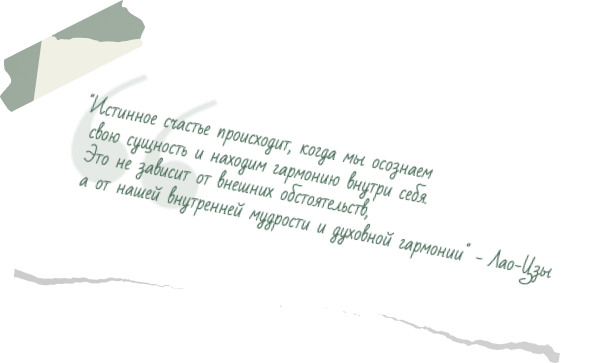 "Истинное счастье происходит, когда мы осознаем
свою сущность и находим гармонию внутри себя.
Это не зависит от внешних обстоятельств,
а от нашей внутренней мудрости и духовной гармонии" - Лао-Цзы